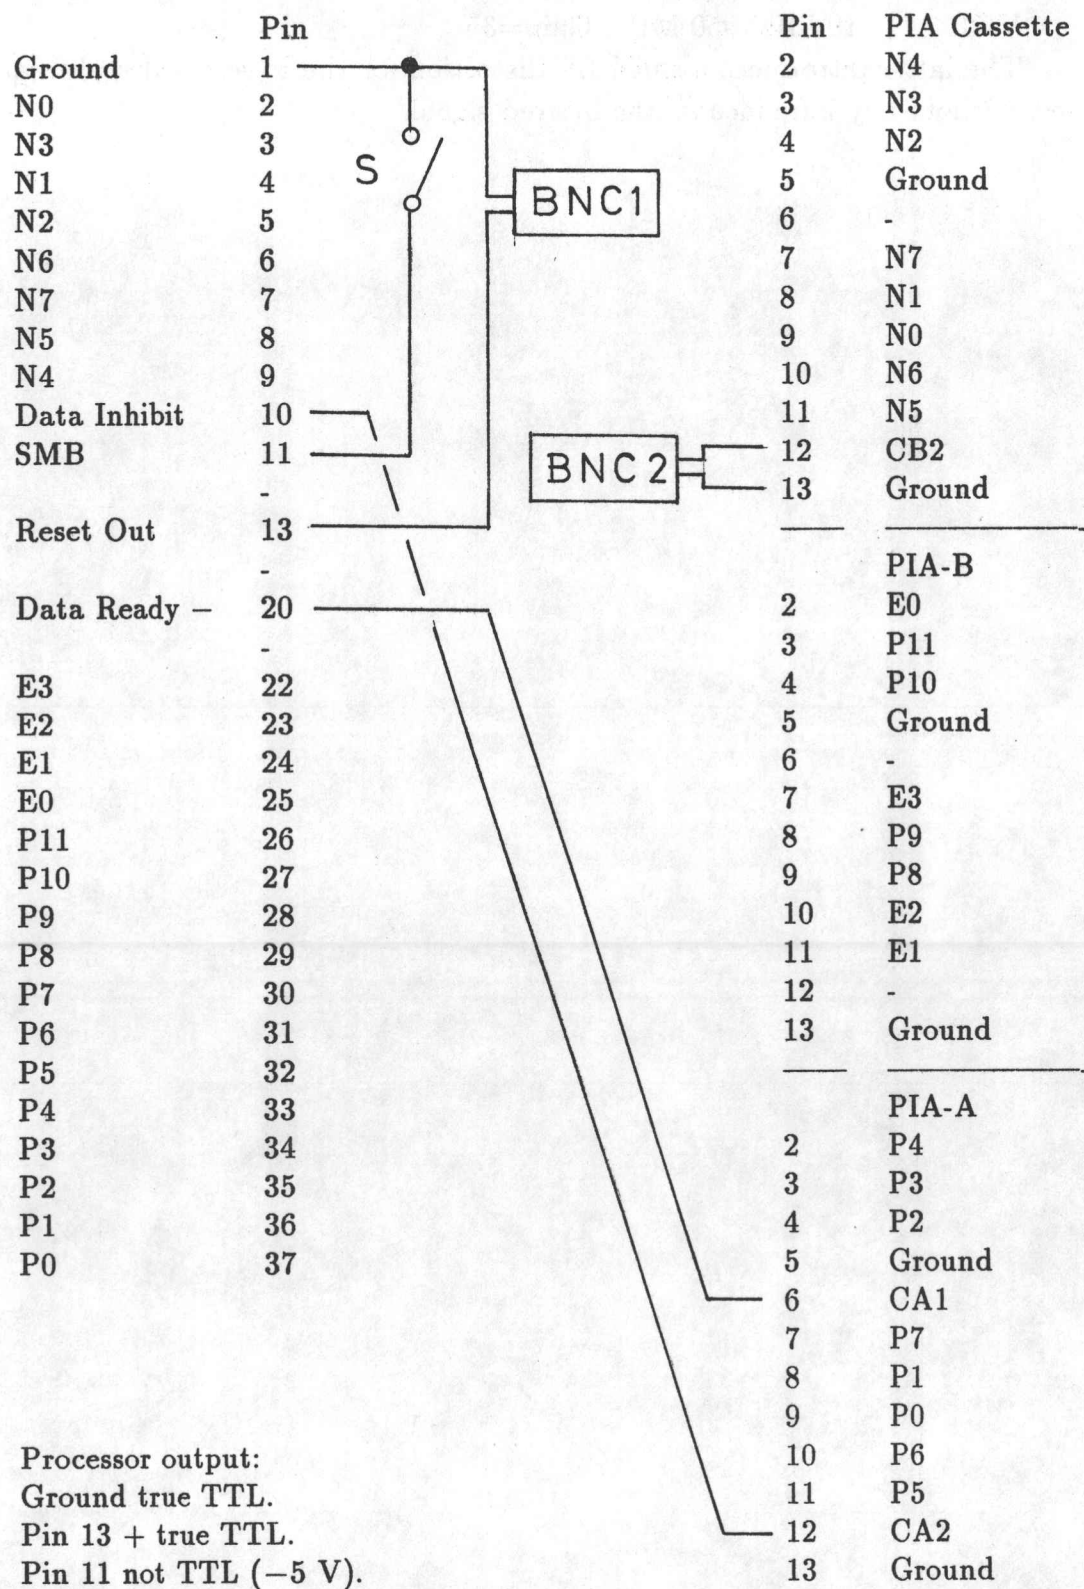 Pin
Ground 1
N0 2
N3 3
N1 4
N2 5
N6 6
N7 7
N5 8
N4 9
Data Inhibit 10
SMB 11
-
Reset Out 13
-
Data Ready – 20
-
E3 22
E2 23
E1 24
E0 25
P11 26
P10 27
P9 28
P8 29
P7 30
P6 31
P5 32
P4 33
P3 34
P2 35
P1 36
P0 37
S
BNC1
BNC2
Pin PIA Cassette
2 N4
3 N3
4 N2
5 Ground
6 -
7 N7
8 N1
9 N0
10 N6
11 N5
12 CB2
13 Ground
PIA-B
2 E0
3 P11
4 P10
5 Ground
6 -
7 E3
8 P9
9 P8
10 E2
11 E1
12 -
13 Ground
PIA-A
2 P4
3 P3
4 P2
5 Ground
6 CA1
7 P7
8 P1
9 P0
10 P6
11 P5
12 CA2
13 Ground
Processor output:
Ground true TTL.
Pin 13 + true TTL.
Pin 11 not TTL (−5 V).